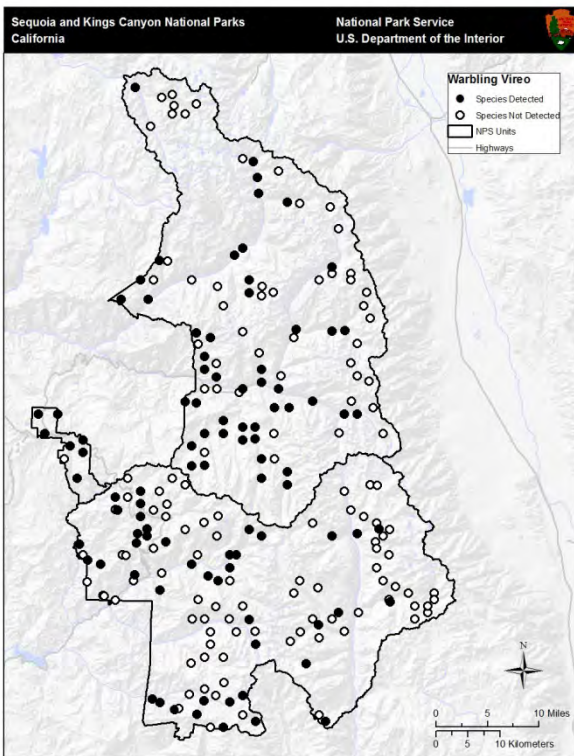 Sequoia and Kings Canyon National Parks
California
National Park Service
U.S. Department of the Interior
Warbling Vireo
Species Detected
Species Not Detected
NPS Units
Highways
N
0 5 10 Miles
0 5 10 Kilometers